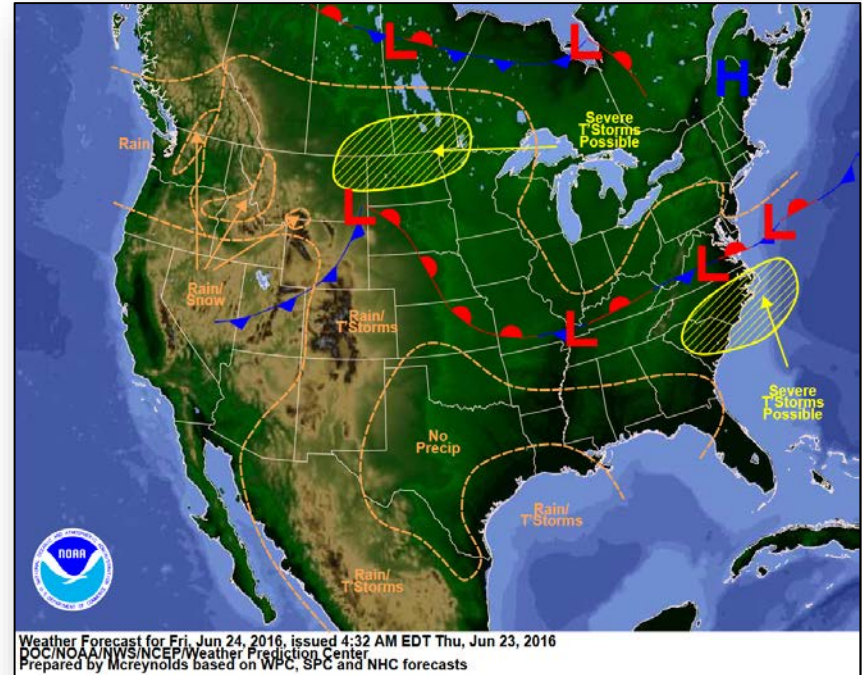 L
L
H
Severe
T'Storms
Possible
Rain
L
L
L
Rain/
Snow
Rain/
T'Storms
L
No
Precip
Severe
T'Storms
Possible
Rain/
T'Storms
Rain/
T'Storms
NOAA
Weather Forecast for Fri, Jun 24, 2016, issued 4:32 AM EDT Thu, Jun 23, 2016
DOC/NOAA/NWS/NCEP/Weather Prediction Center
Prepared by Mcreynolds based on WPC, SPC and NHC forecasts